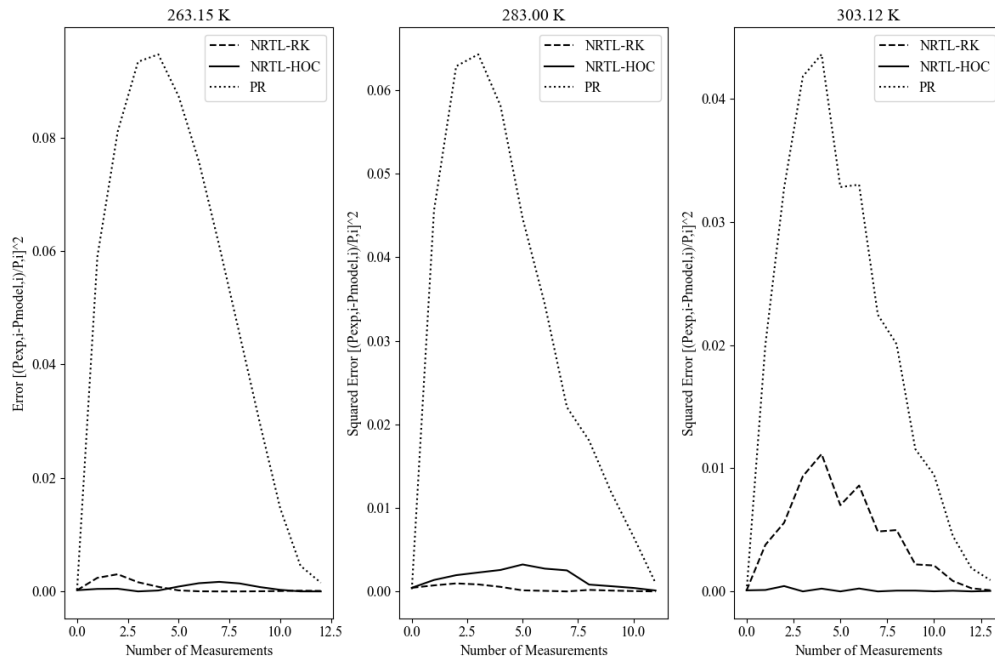 263.15 K
NRTL-RK
NRTL-HOC
PR
Error [(Pexp,i-Pmodel,i)/P,i]^2
0.08
0.06
0.04
0.02
0.00
0.0 2.5 5.0 7.5 10.0 12.5
Number of Measurements
283.00 K
NRTL-RK
NRTL-HOC
PR
Squared Error [(Pexp,i-Pmodel,i)/P,i]^2
0.06
0.05
0.04
0.03
0.02
0.01
0.00
0.0 2.5 5.0 7.5 10.0
Number of Measurements
303.12 K
NRTL-RK
NRTL-HOC
PR
Squared Error [(Pexp,i-Pmodel,i)/P,i]^2
0.04
0.03
0.02
0.01
0.00
0.0 2.5 5.0 7.5 10.0 12.5
Number of Measurements